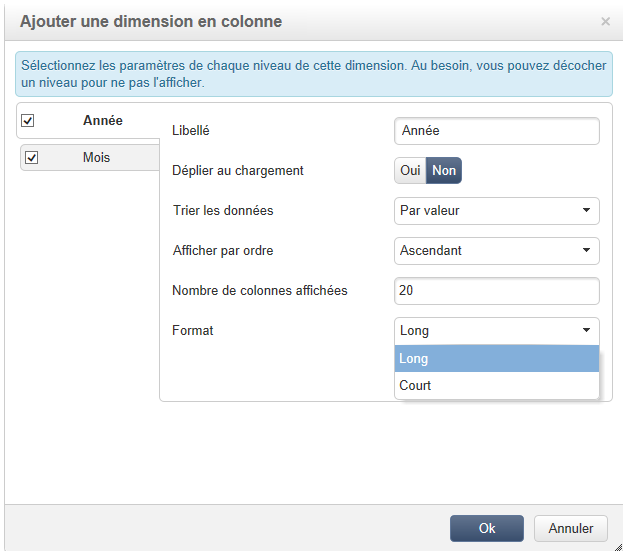 Ajouter une dimension en colonne
Sélectionnez les paramètres de chaque niveau de cette dimension. Au besoin, vous pouvez décocher
un niveau pour ne pas l'afficher.
Année
Mois
Libellé
Année
Déplier au chargement
Oui Non
Trier les données
Par valeur
Afficher par ordre
Ascendant
Nombre de colonnes affichées
20
Format
Long
Long
Court
Ok
Annuler